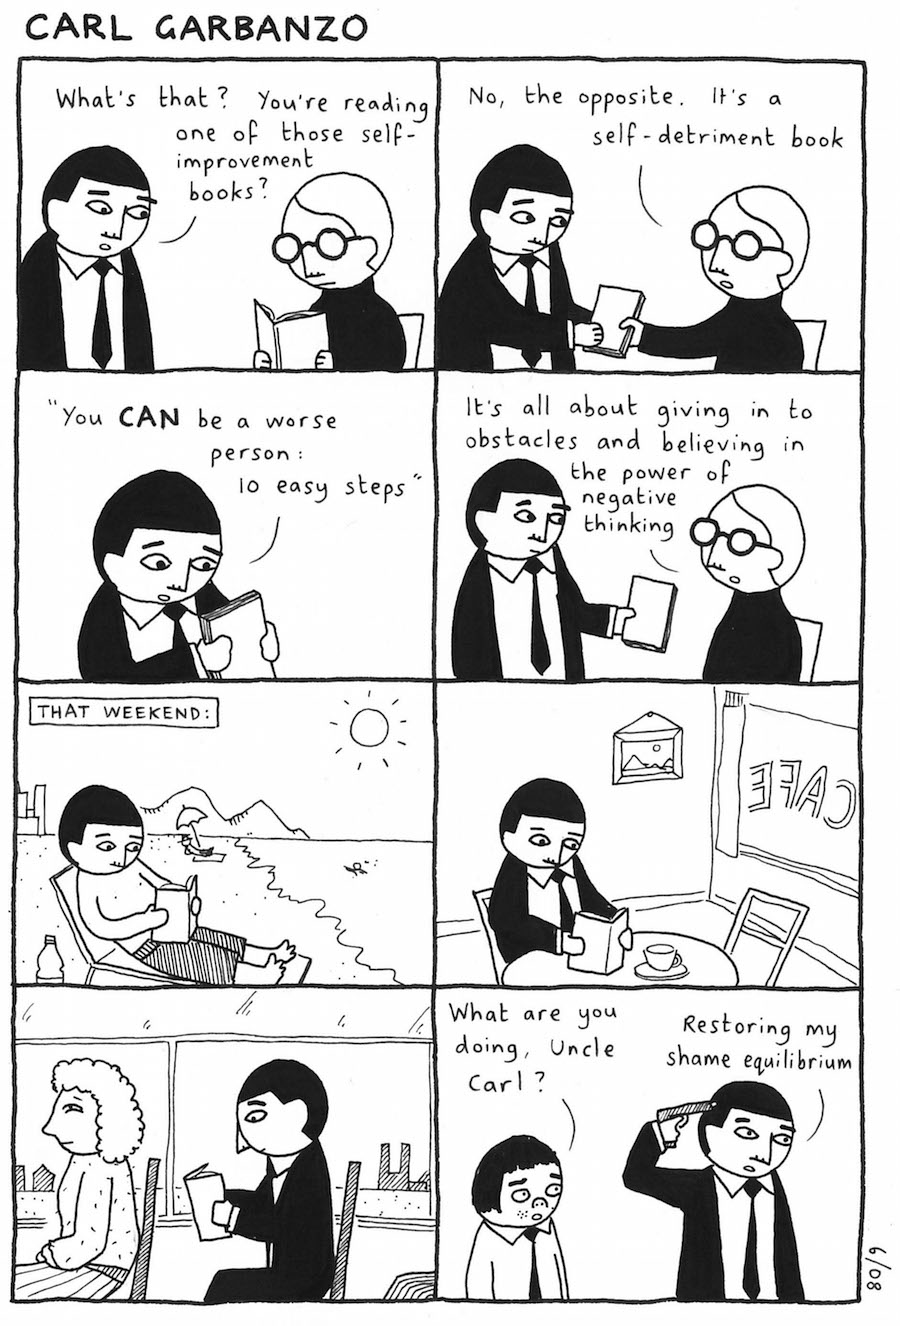 CARL GARBANZO
What's that? You're reading
one of those self-
improvement
books?
No, the opposite. It's a
self-detriment book
"You CAN be a worse
person:
10 easy steps"
It's all about giving in to
obstacles and believing in
the power of
negative
thinking
THAT WEEKEND:
CAFE
What are you
doing, Uncle
Carl?
Restoring my
shame equilibrium
6/08